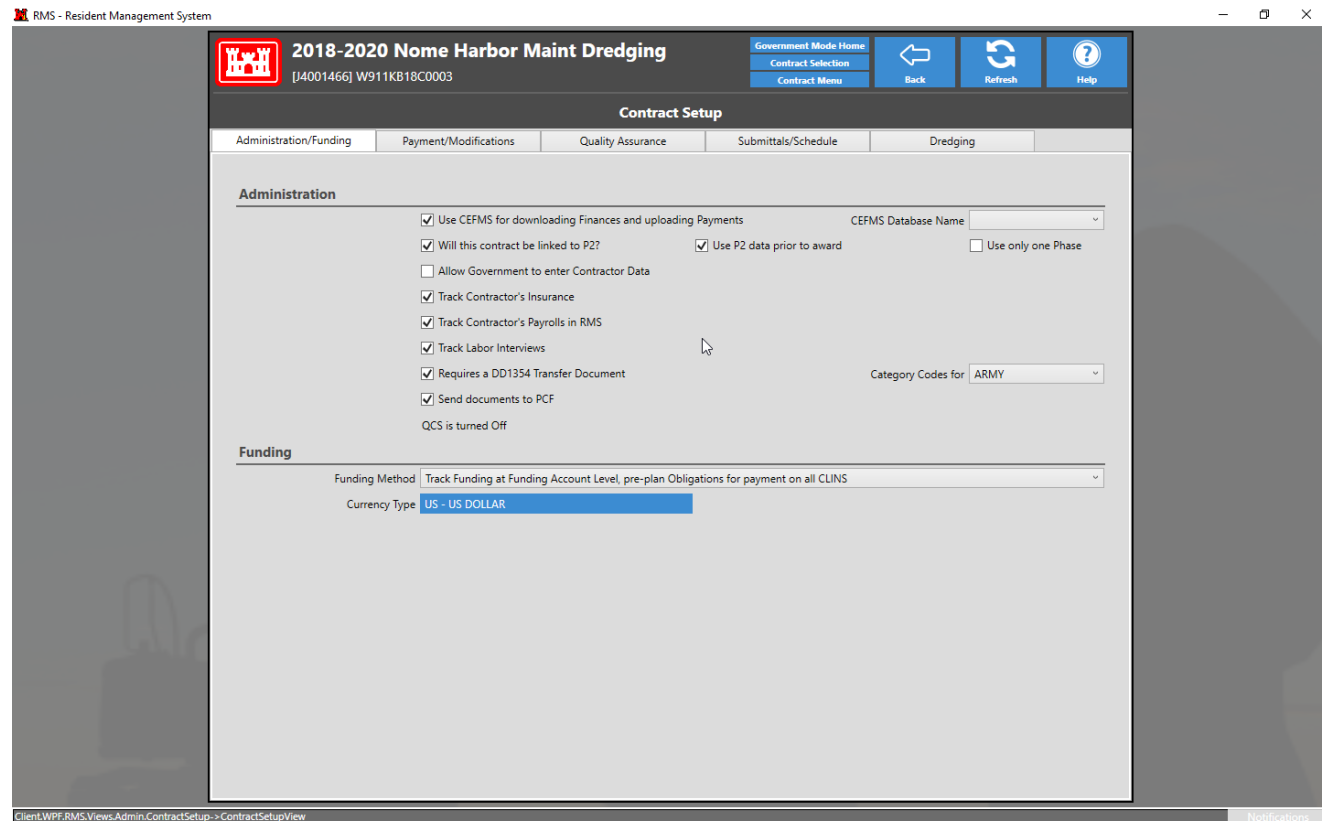 RMS - Resident Management System
2018-2020 Nome Harbor Maint Dredging
[J4001466] W911KB18C0003
Government Mode Home
Contract Selection
Contract Menu
Back
Refresh
Help
Contract Setup
Administration/Funding
Payment/Modifications
Quality Assurance
Submittals/Schedule
Dredging
Administration
Use CEFMS for downloading Finances and uploading Payments
CEFMS Database Name
Will this contract be linked to P2?
Use P2 data prior to award
Use only one Phase
Allow Government to enter Contractor Data
Track Contractor's Insurance
Track Contractor's Payrolls in RMS
Track Labor Interviews
Requires a DD1354 Transfer Document
Category Codes for ARMY
Send documents to PCF
QCS is turned Off
Funding
Funding Method Track Funding at Funding Account Level, pre-plan Obligations for payment on all CLINS
Currency Type US - US DOLLAR
Client.WPF.RMS.Views.Admin.ContractSetup->ContractSetupView
Notifications